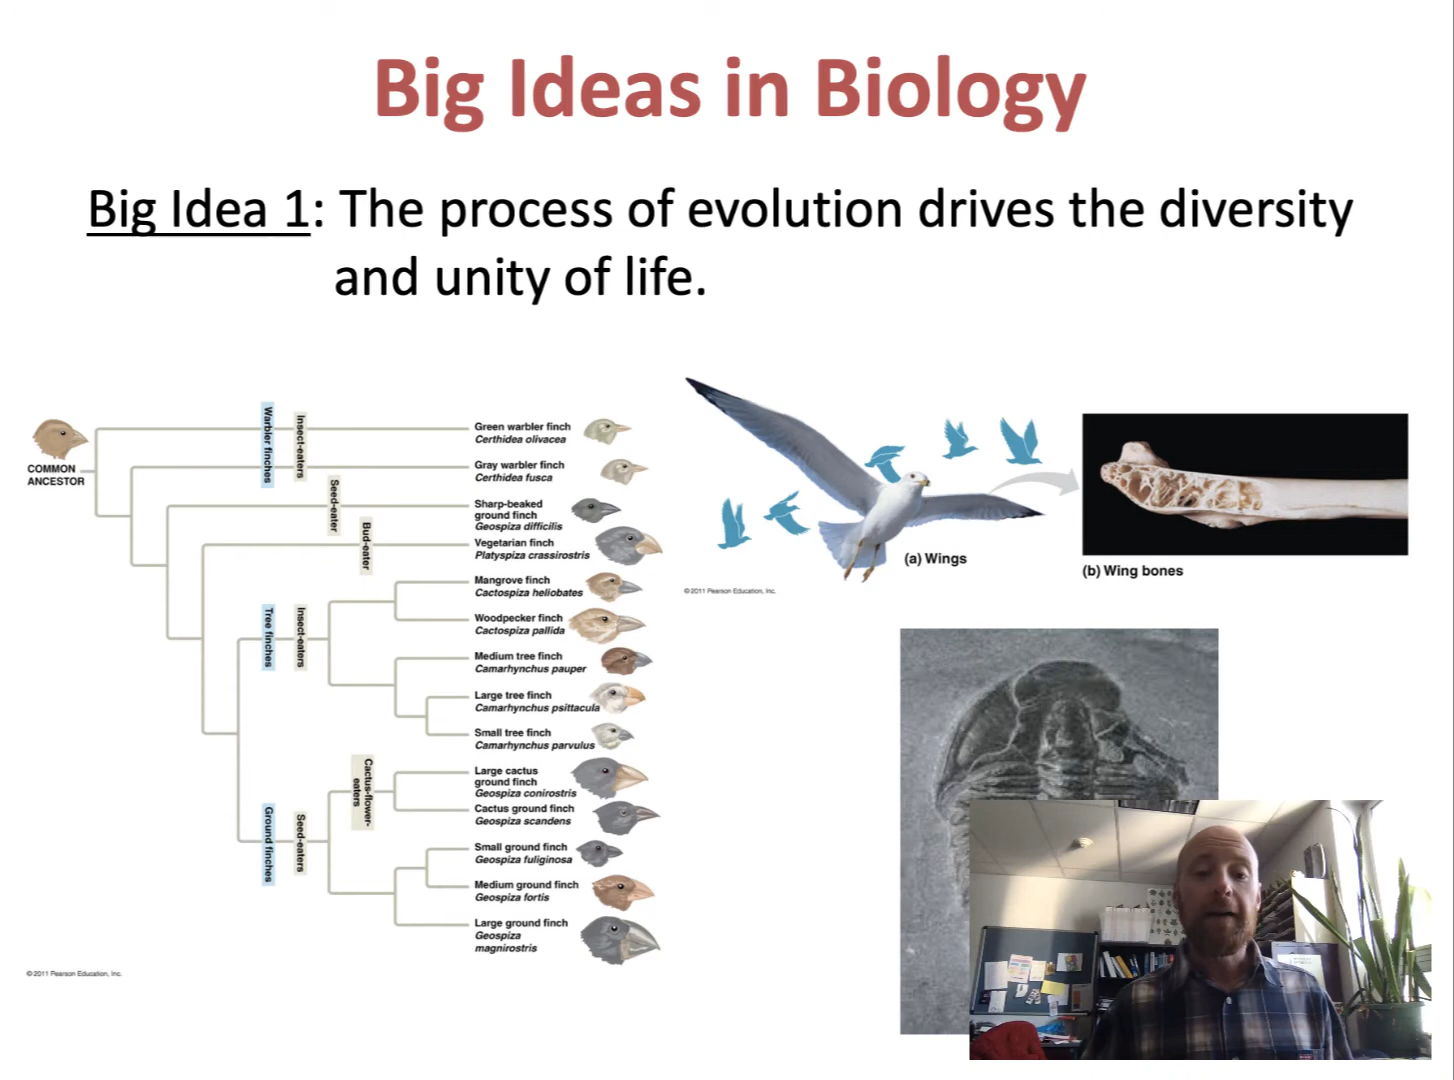 Big Ideas in Biology
Big Idea 1: The process of evolution drives the diversity
and unity of life.
COMMON
ANCESTOR
Warbler finches
Insect-eaters
Seed-eater
Bud-eater
Tree finches
Insect-eaters
Ground finches
Seed-eaters
Cactus-flower-
eaters
Green warbler finch
Certhidea olivacea
Gray warbler finch
Certhidea fusca
Sharp-beaked
ground finch
Geospiza difficilis
Vegetarian finch
Platyspiza crassirostris
Mangrove finch
Cactospiza heliobates
Woodpecker finch
Cactospiza pallida
Medium tree finch
Camarhynchus pauper
Large tree finch
Camarhynchus psittacula
Small tree finch
Camarhynchus parvulus
Large cactus
ground finch
Geospiza conirostris
Cactus ground finch
Geospiza scandens
Small ground finch
Geospiza fuliginosa
Medium ground finch
Geospiza fortis
Large ground finch
Geospiza
magnirostris
© 2011 Pearson Education, Inc.
(a) Wings
(b) Wing bones
© 2011 Pearson Education, Inc.